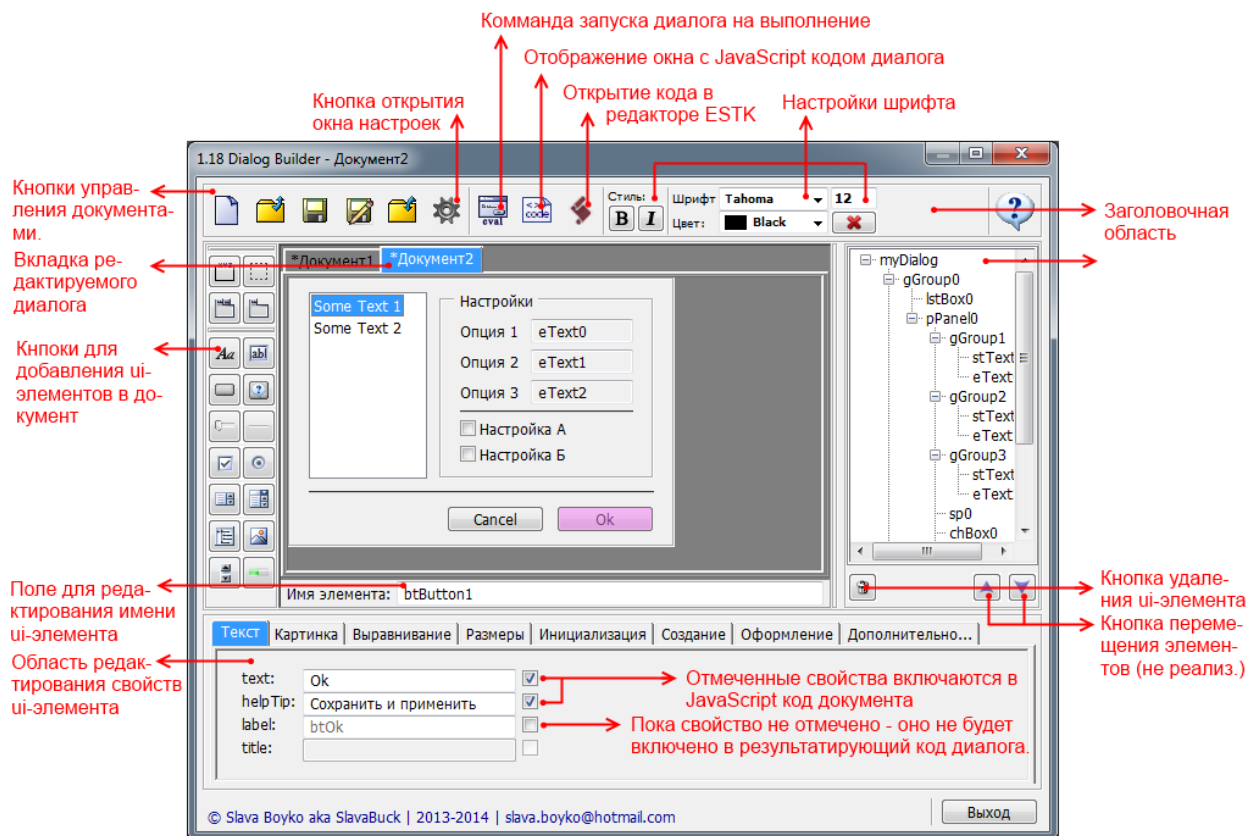 Комманда запуска диалога на выполнение
Отображение окна с JavaScript кодом диалога
Кнопка открытия
окна настроек
Открытие кода в
редакторе ESTK
Настройки шрифта
1.18 Dialog Builder - Документ2
Кнопки управ-
ления документа-
ми.
eval
<>
code
Стиль:
B I
Шрифт Tahoma 12
Цвет: Black
Заголовочная
область
Вкладка ре-
дактируемого
диалога
*Документ1 *Документ2
Some Text 1
Some Text 2
Настройки
Опция 1 eText0
Опция 2 eText1
Опция 3 eText2
Настройка А
Настройка Б
Cancel Ok
myDialog
gGroup0
lstBox0
pPanel0
gGroup1
stText
eText
gGroup2
stText
eText
gGroup3
stText
eText
sp0
chBox0
Кнпоки для
добавления ui-
элементов в до-
кумент
Aa ab
Поле для реда-
ктирования имени
ui-элемента
Имя элемента: btButton1
Кнопка удале-
ния ui-элемента
Кнопка переме-
щения элемен-
тов (не реализ.)
Текст Картинка Выравнивание Размеры Инициализация Создание Оформление Дополнительно...
Область редак-
тирования свойств
ui-элемента
text: Ok
helpTip: Сохранить и применить
label: btOk
title:
Отмеченные свойства включаются в
JavaScript код документа
Пока свойство не отмечено - оно не будет
включено в результатирующий код диалога.
© Slava Boyko aka SlavaBuck | 2013-2014 | slava.boyko@hotmail.com
Выход